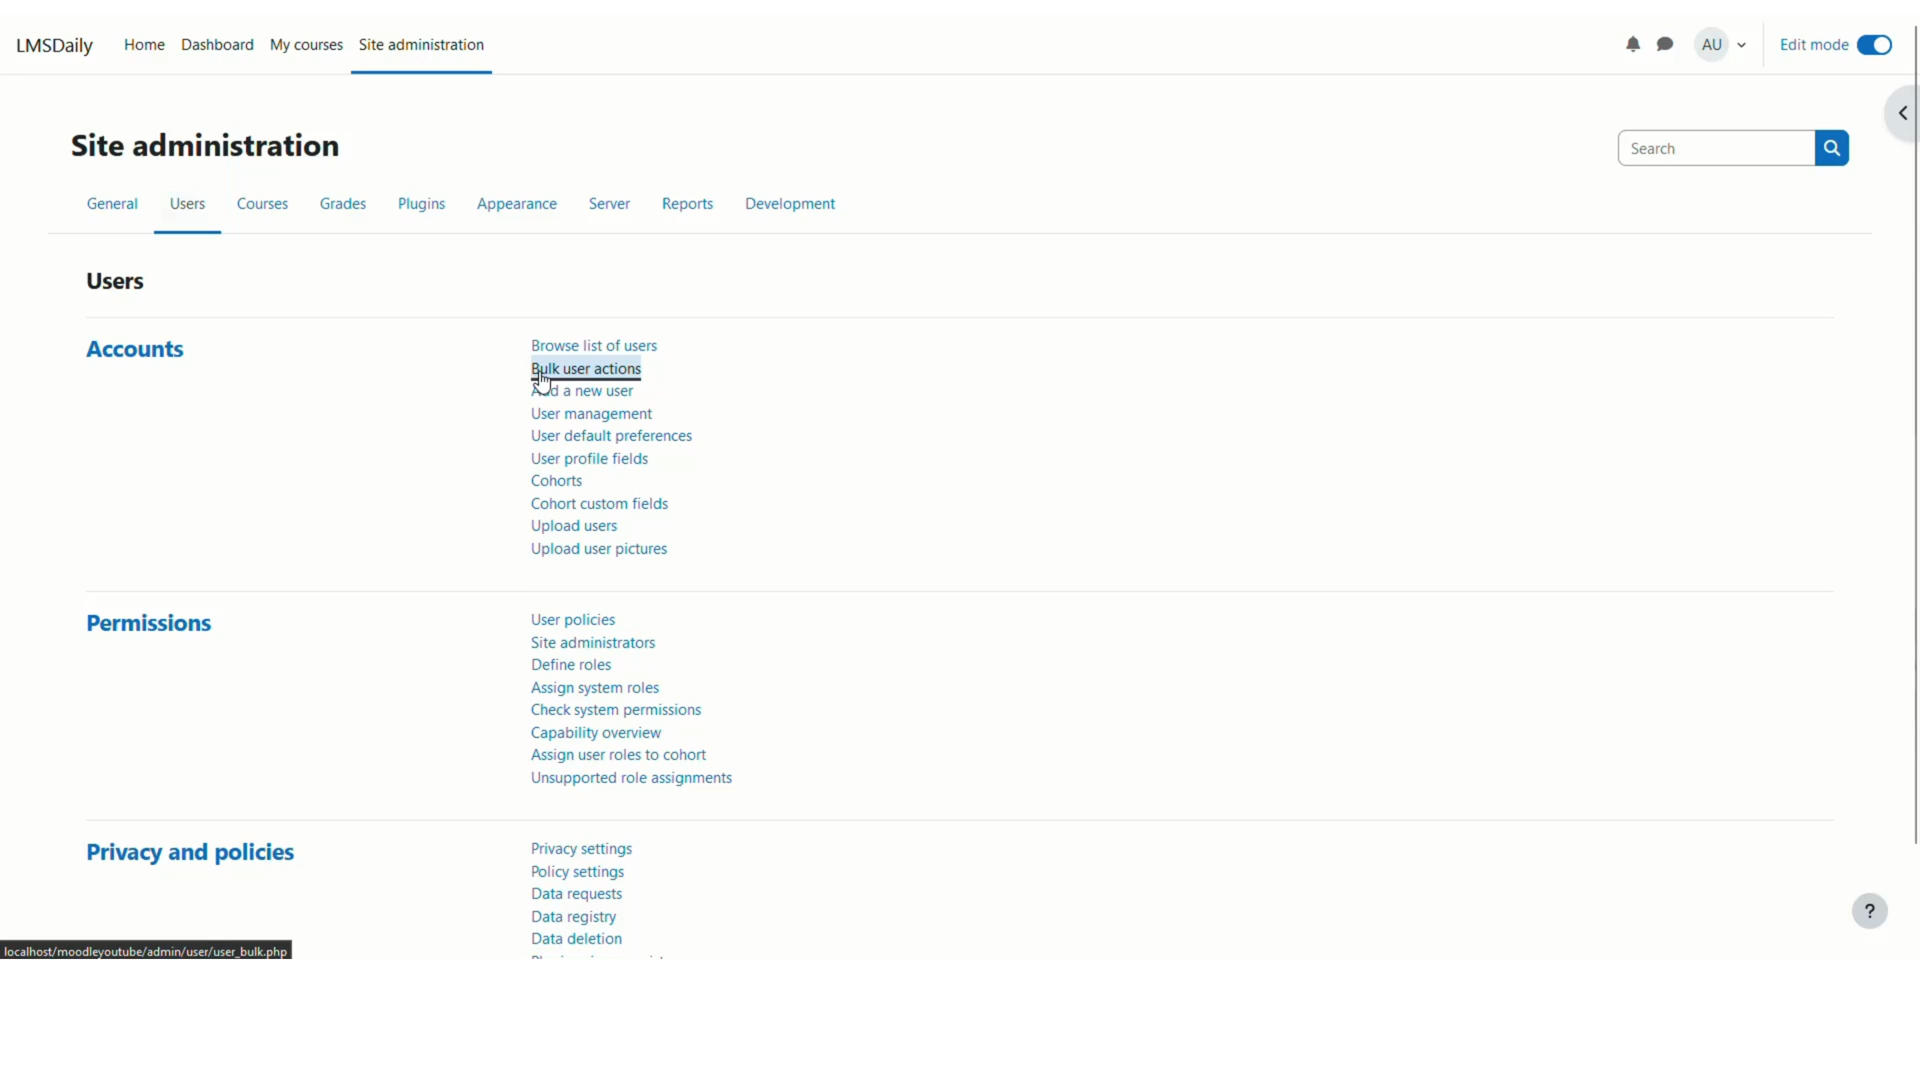 LMSDaily Home Dashboard My courses Site administration AU Edit mode
Site administration
Search
General Users Courses Grades Plugins Appearance Server Reports Development
Users
Accounts
Browse list of users
Bulk user actions
Add a new user
User management
User default preferences
User profile fields
Cohorts
Cohort custom fields
Upload users
Upload user pictures
Permissions
User policies
Site administrators
Define roles
Assign system roles
Check system permissions
Capability overview
Assign user roles to cohort
Unsupported role assignments
Privacy and policies
Privacy settings
Policy settings
Data requests
Data registry
Data deletion
?
localhost/moodleyoutube/admin/user/user_bulk.php